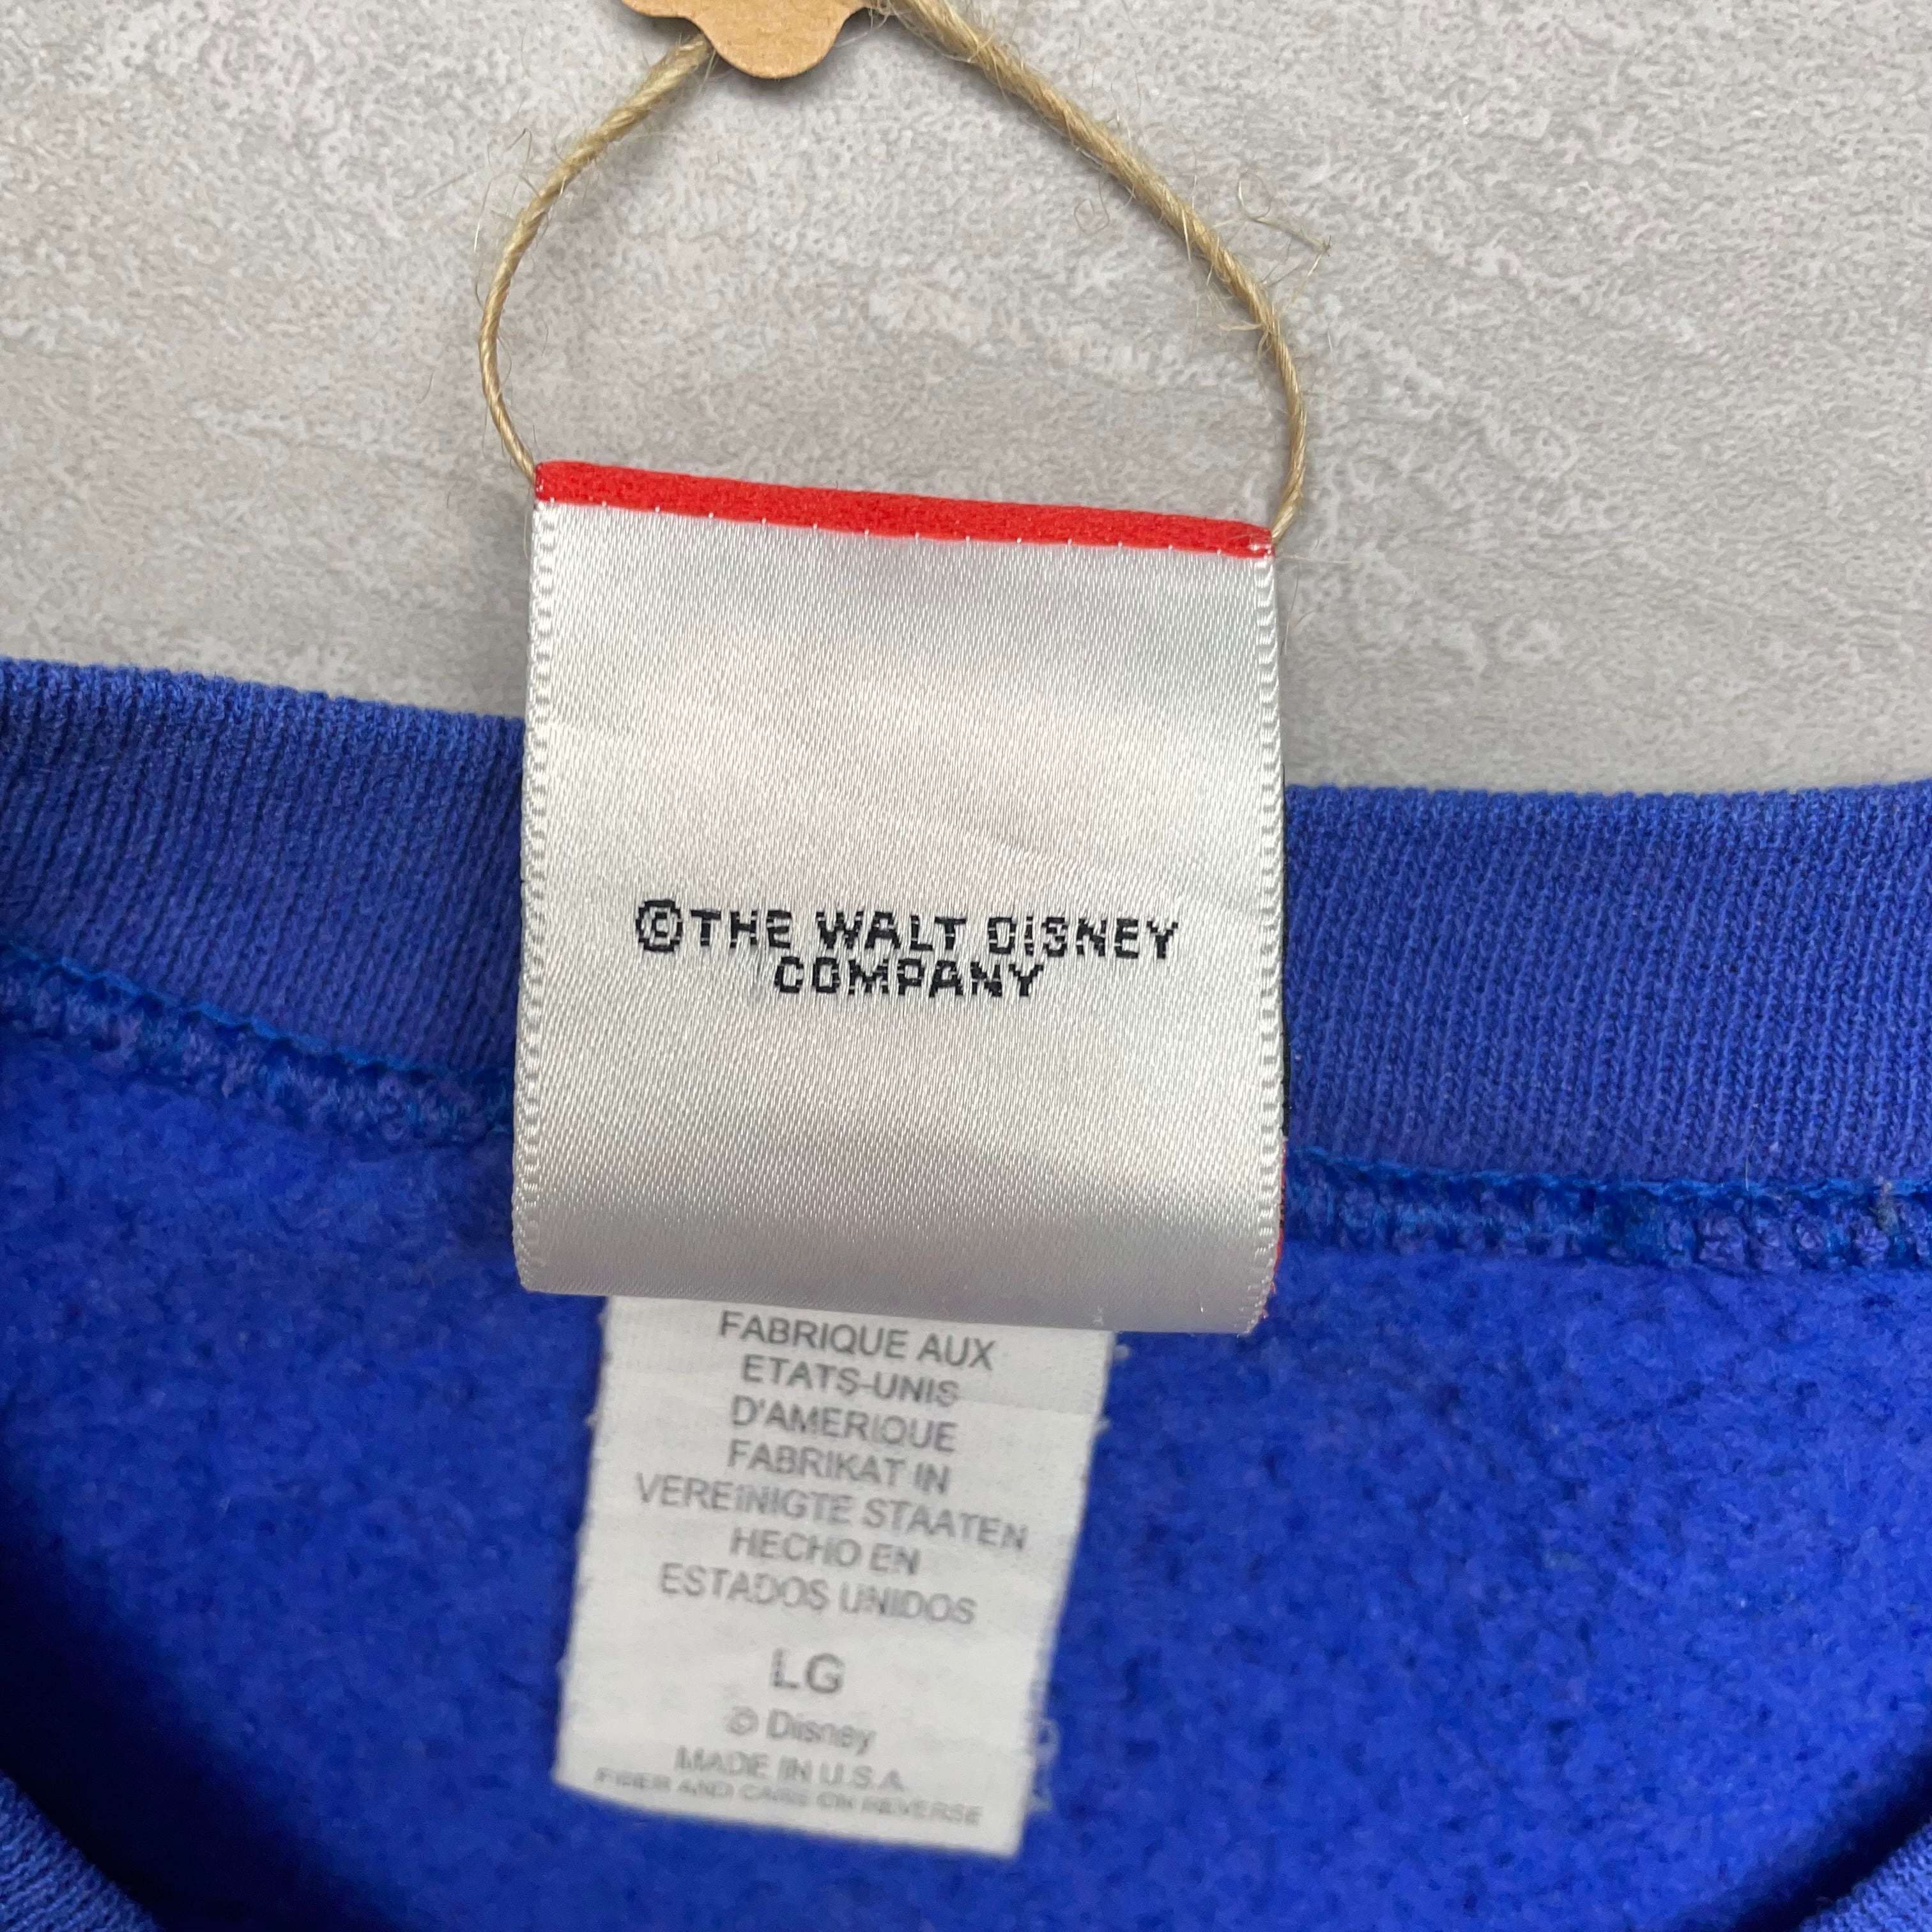 ©THE WALT DISNEY
COMPANY
FABRIQUE AUX
ETATS-UNIS
D'AMERIQUE
FABRIKAT IN
VEREINIGTE STAATEN
HECHO EN
ESTADOS UNIDOS
LG
© Disney
MADE IN U.S.A.
FIBER AND CARE ON REVERSE